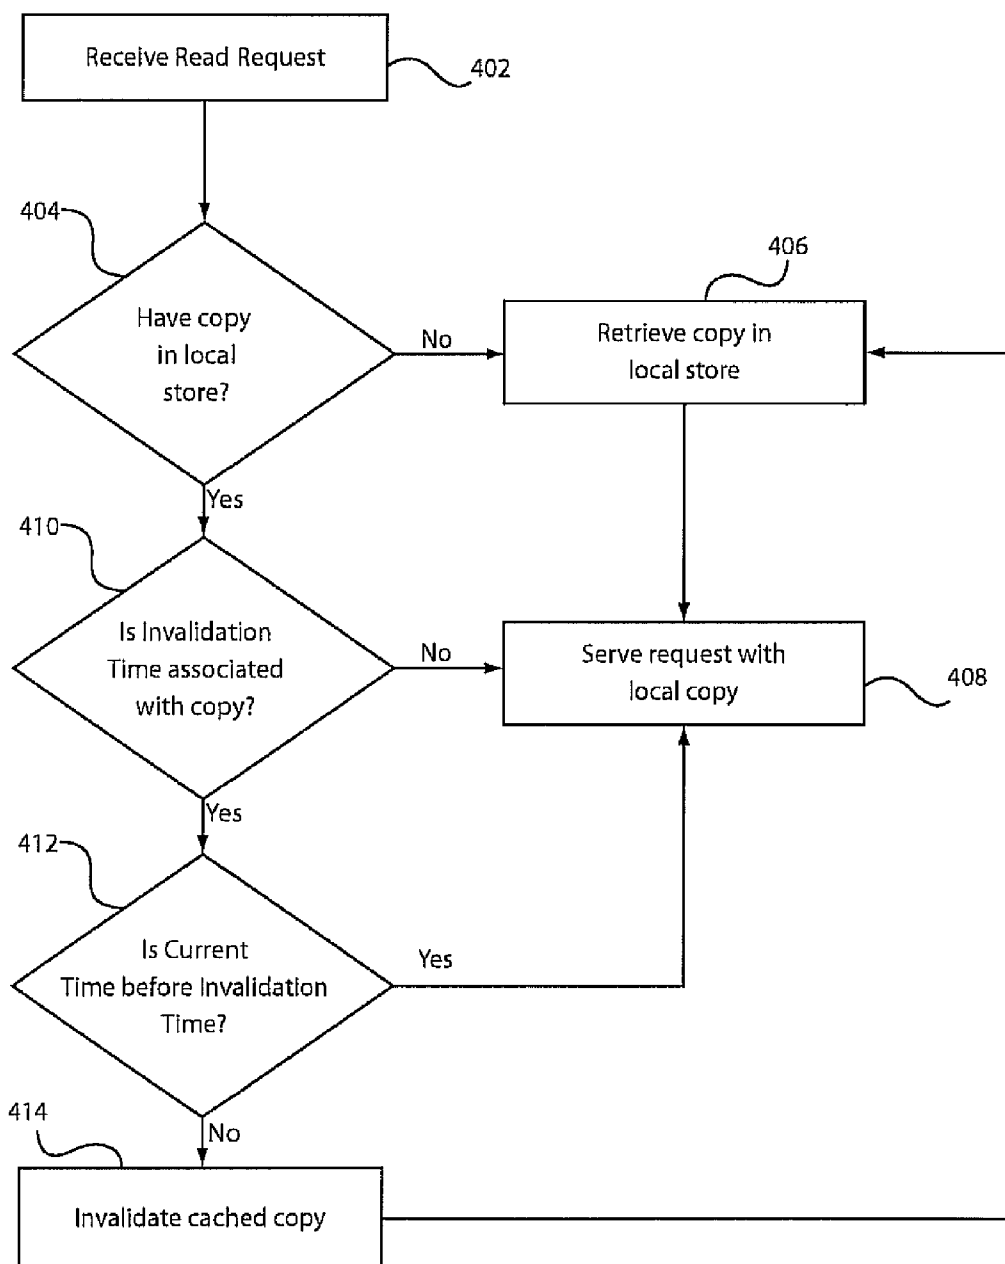 Receive Read Request
402
404
Have copy
in local
store?
No
406
Retrieve copy in
local store
Yes
410
Is Invalidation
Time associated
with copy?
No
Serve request with
local copy
408
Yes
412
Is Current
Time before Invalidation
Time?
Yes
No
414
Invalidate cached copy